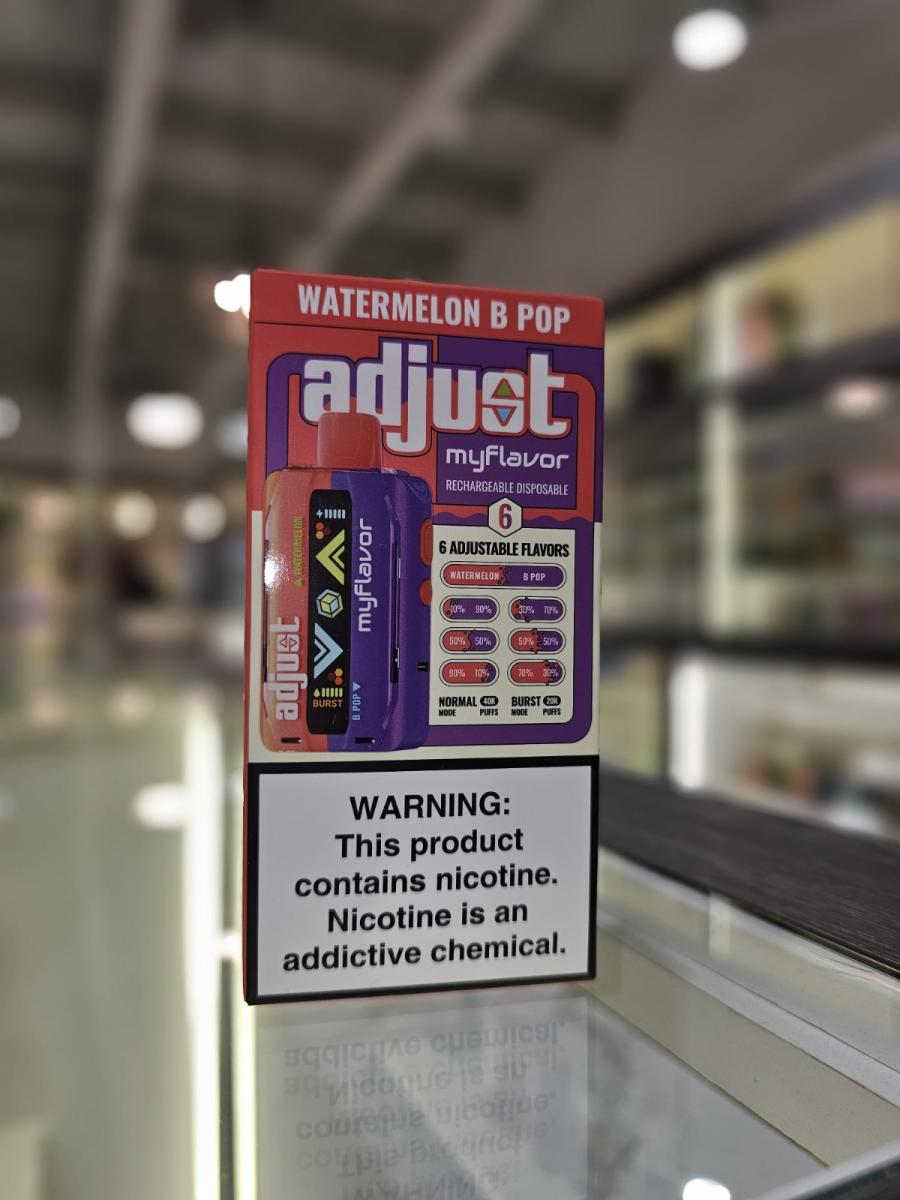 WATERMELON B POP
adjust
myFlavor
RECHARGEABLE DISPOSABLE
6
6 ADJUSTABLE FLAVORS
WATERMELON B POP
10% 90% 30% 70%
50% 50% 50% 50%
90% 10% 70% 30%
NORMAL MODE 40K PUFFS
BURST MODE 20K PUFFS
WATERMELON
adjust
myFlavor
B POP
BURST
WARNING:
This product
contains nicotine.
Nicotine is an
addictive chemical.